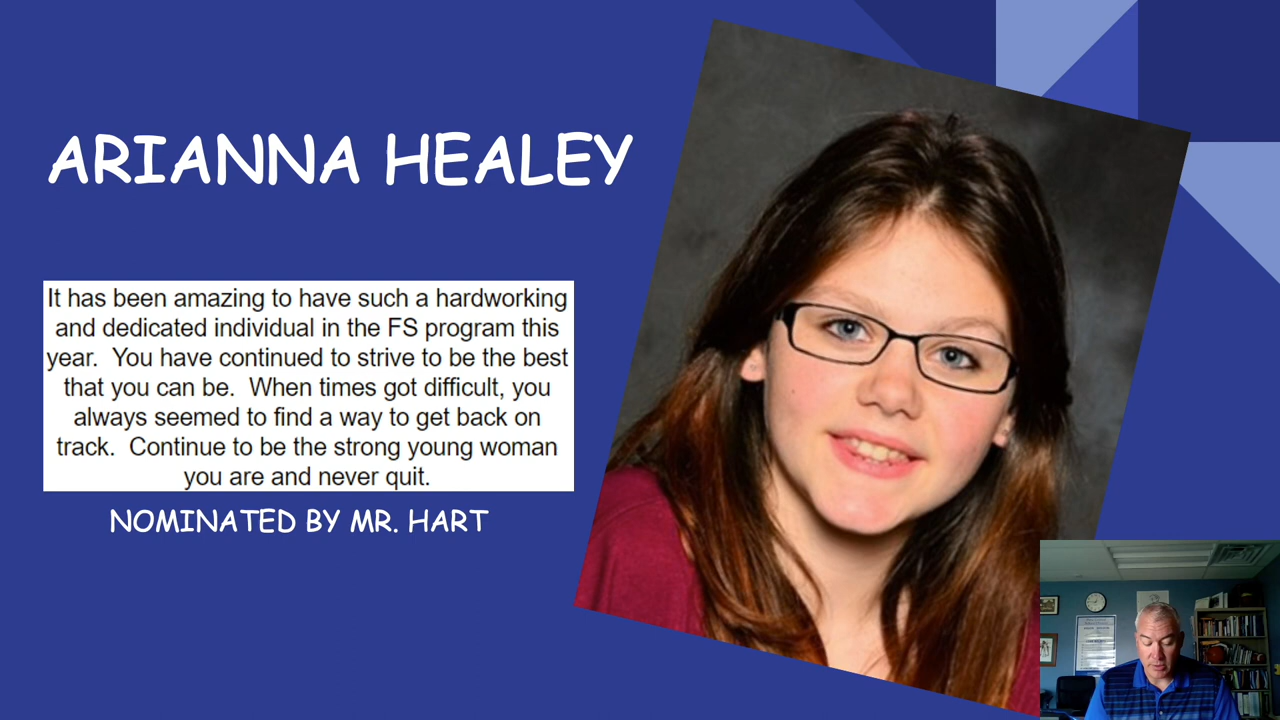 ARIANNA HEALEY
It has been amazing to have such a hardworking
and dedicated individual in the FS program this
year.  You have continued to strive to be the best
that you can be.  When times got difficult, you
always seemed to find a way to get back on
track.  Continue to be the strong young woman
you are and never quit.
NOMINATED BY MR. HART